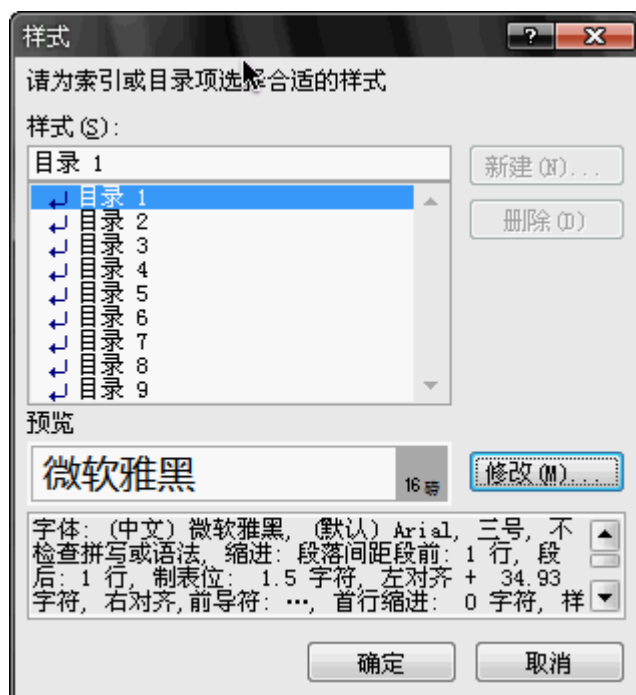 样式
请为索引或目录项选择合适的样式
样式(S):
目录 1
新建(N)...
目录 1
目录 2
删除(D)
目录 3
目录 4
目录 5
目录 6
目录 7
目录 8
目录 9
预览
微软雅黑
16 磅
修改(M)...
字体: (中文) 微软雅黑, (默认) Arial, 三号, 不
检查拼写或语法, 缩进: 段落间距段前: 1 行, 段
后: 1 行, 制表位: 1.5 字符, 左对齐 + 34.93
字符, 右对齐,前导符: …, 首行缩进: 0 字符, 样
确定
取消